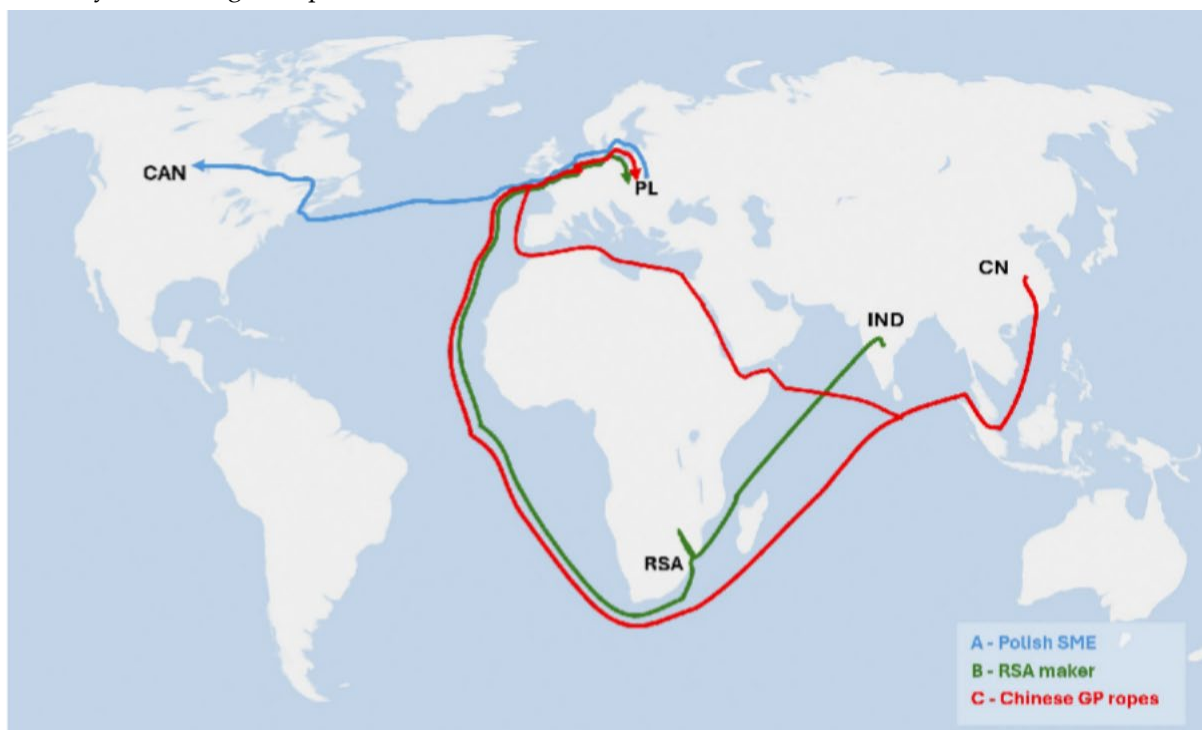 CAN
PL
CN
IND
RSA
A - Polish SME
B - RSA maker
C - Chinese GP ropes